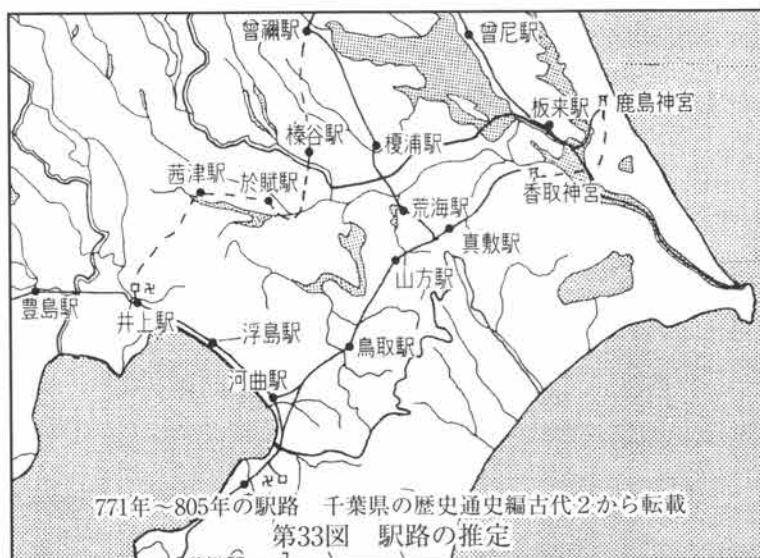 曾禰駅
曾尼駅
板来駅
鹿島神宮
榛谷駅
榎浦駅
茜津駅
於賦駅
荒海駅
香取神宮
真敷駅
山方駅
豊島駅
井上駅
浮島駅
鳥取駅
河曲駅
771年～805年の駅路 千葉県の歴史通史編古代2から転載
第33図 駅路の推定